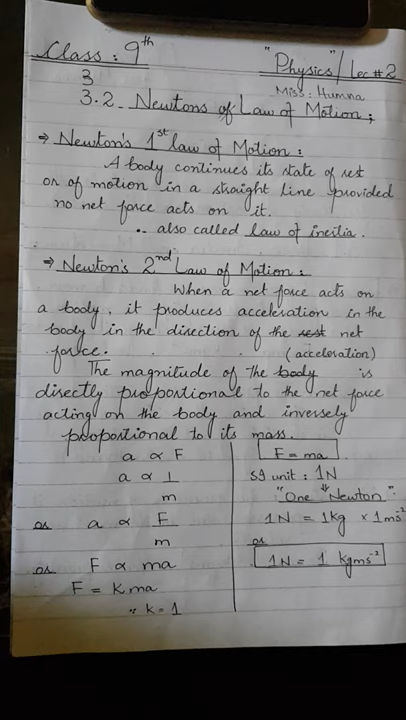 Class: 9th
"Physics"/Lec #2
3
Miss: Humna
3.2 Newtons of Law of Motion;
⇒ Newton's 1st law of Motion:
A body continues its state of rest
or of motion in a straight line provided
no net force acts on it.
∴ also called law of inertia.
⇒ Newton's 2nd Law of Motion:
When a net force acts on
a body, it produces acceleration in the
body in the direction of the rest net
force. (acceleration)
The magnitude of the body is
directly proportional to the net force
acting on the body and inversely
proportional to its mass.
a ∝ F
a ∝ 1/m
or a ∝ F/m
or F ∝ ma
F = Kma
∵ k = 1
F = ma
SI unit: 1N
"One Newton":
1N = 1kg × 1ms⁻²
or
1N = 1 kgms⁻²